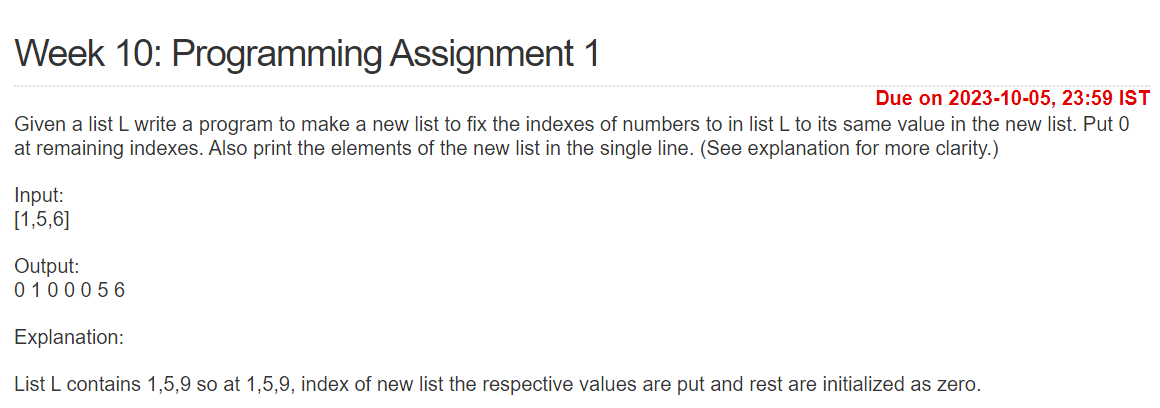 Week 10: Programming Assignment 1
Due on 2023-10-05, 23:59 IST
Given a list L write a program to make a new list to fix the indexes of numbers to in list L to its same value in the new list. Put 0
at remaining indexes. Also print the elements of the new list in the single line. (See explanation for more clarity.)
Input:
[1,5,6]
Output:
0 1 0 0 0 5 6
Explanation:
List L contains 1,5,9 so at 1,5,9, index of new list the respective values are put and rest are initialized as zero.